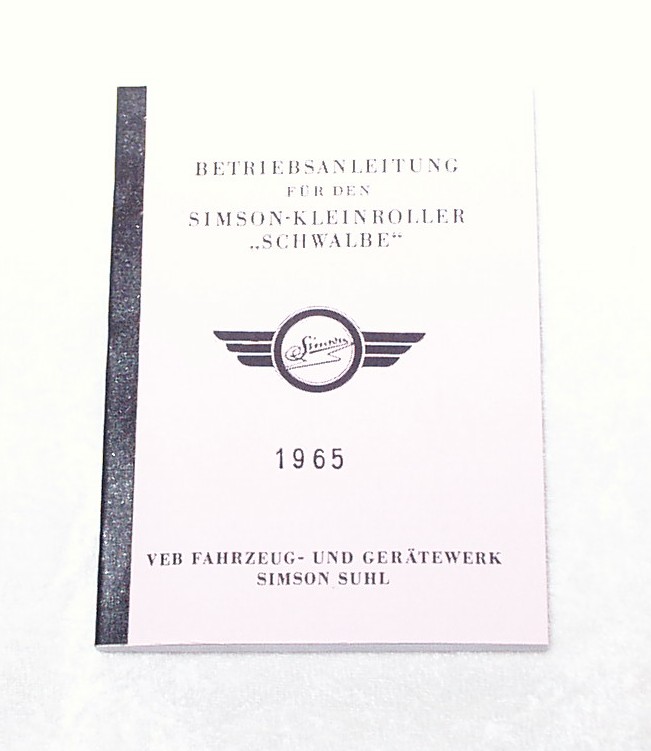 BETRIEBSANLEITUNG
FÜR DEN
SIMSON-KLEINROLLER
„SCHWALBE“
Simson
1965
VEB FAHRZEUG- UND GERÄTEWERK
SIMSON SUHL